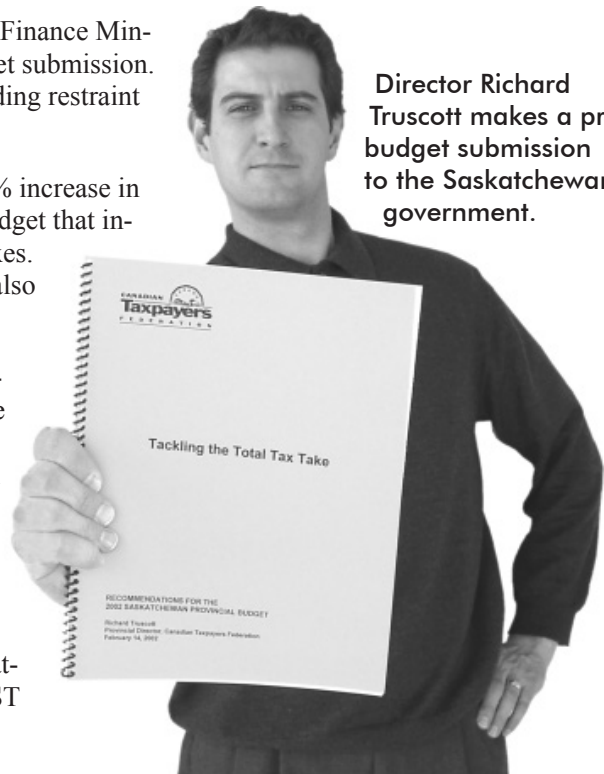 Finance Min-
et submission.
ding restraint
% increase in
dget that in-
xes.
also
e
at-
ST
Director Richard
Truscott makes a pr
budget submission
to the Saskatchewan
government.
CANADIAN
Taxpayers
FEDERATION
Tackling the Total Tax Take
RECOMMENDATIONS FOR THE
2002 SASKATCHEWAN PROVINCIAL BUDGET
Richard Truscott
Provincial Director, Canadian Taxpayers Federation
February 14, 2002